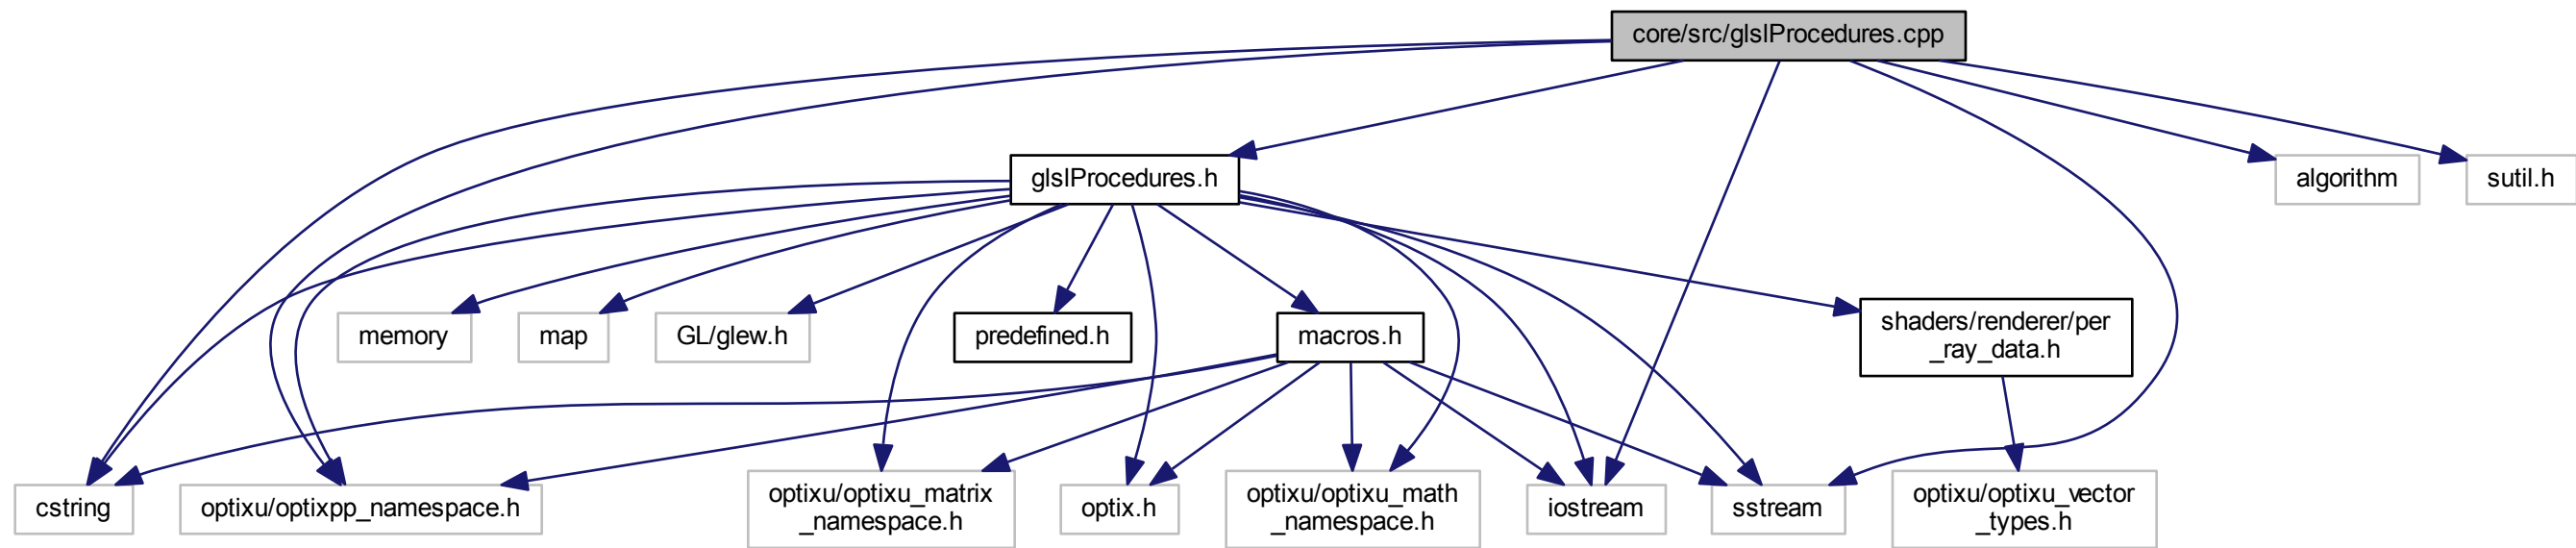 core/src/glslProcedures.cpp
glslProcedures.h
algorithm
sutil.h
memory
map
GL/glew.h
predefined.h
macros.h
shaders/renderer/per
_ray_data.h
cstring
optixu/optixpp_namespace.h
optixu/optixu_matrix
_namespace.h
optix.h
optixu/optixu_math
_namespace.h
iostream
sstream
optixu/optixu_vector
_types.h